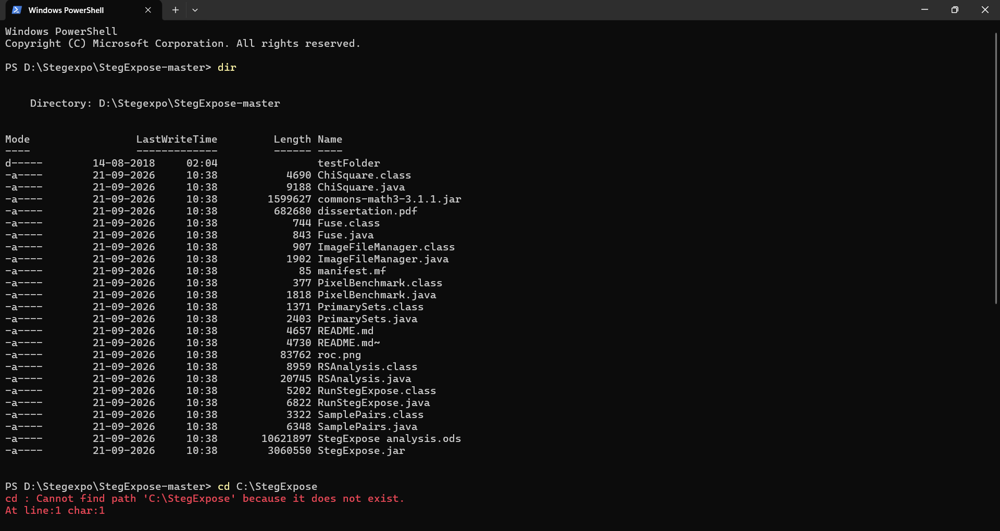 Windows PowerShell
Windows PowerShell
Copyright (C) Microsoft Corporation. All rights reserved.
PS D:\Stegexpo\StegExpose-master> dir
    Directory: D:\Stegexpo\StegExpose-master
Mode                 LastWriteTime         Length Name
----                 -------------         ------ ----
d-----        14-08-2018     02:04                testFolder
-a----        21-09-2026     10:38           4690 ChiSquare.class
-a----        21-09-2026     10:38           9188 ChiSquare.java
-a----        21-09-2026     10:38        1599627 commons-math3-3.1.1.jar
-a----        21-09-2026     10:38         682680 dissertation.pdf
-a----        21-09-2026     10:38            744 Fuse.class
-a----        21-09-2026     10:38            843 Fuse.java
-a----        21-09-2026     10:38            907 ImageFileManager.class
-a----        21-09-2026     10:38           1902 ImageFileManager.java
-a----        21-09-2026     10:38             85 manifest.mf
-a----        21-09-2026     10:38            377 PixelBenchmark.class
-a----        21-09-2026     10:38           1818 PixelBenchmark.java
-a----        21-09-2026     10:38           1371 PrimarySets.class
-a----        21-09-2026     10:38           2403 PrimarySets.java
-a----        21-09-2026     10:38           4657 README.md
-a----        21-09-2026     10:38           4730 README.md~
-a----        21-09-2026     10:38          83762 roc.png
-a----        21-09-2026     10:38           8959 RSAnalysis.class
-a----        21-09-2026     10:38          20745 RSAnalysis.java
-a----        21-09-2026     10:38           5202 RunStegExpose.class
-a----        21-09-2026     10:38           6822 RunStegExpose.java
-a----        21-09-2026     10:38           3322 SamplePairs.class
-a----        21-09-2026     10:38           6348 SamplePairs.java
-a----        21-09-2026     10:38       10621897 StegExpose analysis.ods
-a----        21-09-2026     10:38        3060550 StegExpose.jar
PS D:\Stegexpo\StegExpose-master> cd C:\StegExpose
cd : Cannot find path 'C:\StegExpose' because it does not exist.
At line:1 char:1